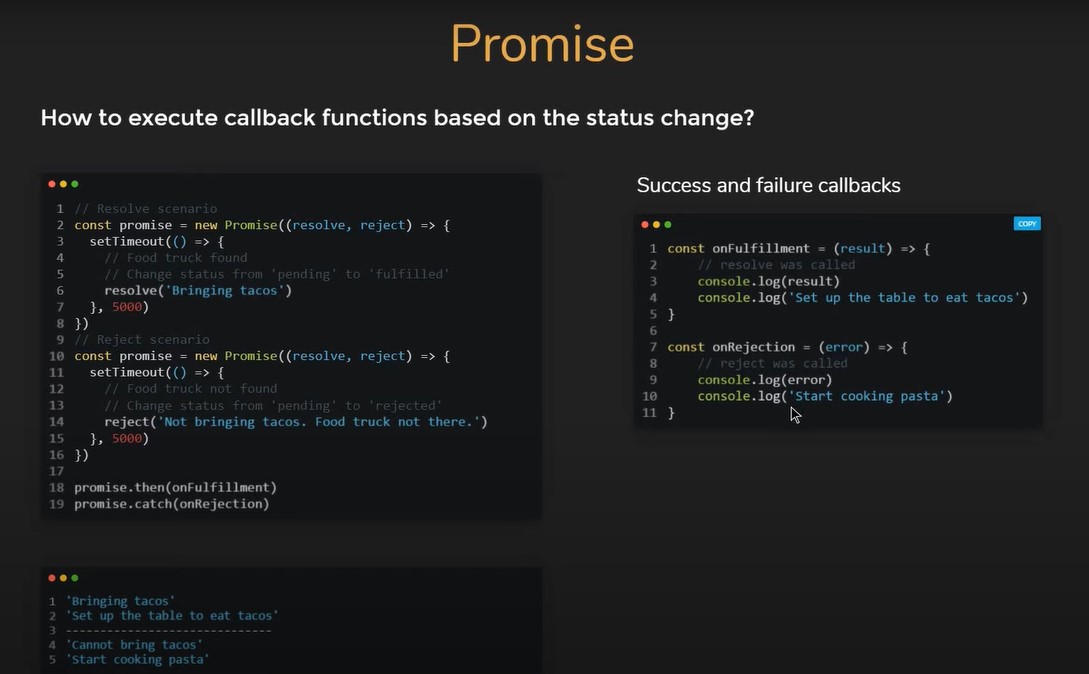 Promise
How to execute callback functions based on the status change?
1 // Resolve scenario
2 const promise = new Promise((resolve, reject) => {
3   setTimeout(() => {
4     // Food truck found
5     // Change status from 'pending' to 'fulfilled'
6     resolve('Bringing tacos')
7   }, 5000)
8 })
9 // Reject scenario
10 const promise = new Promise((resolve, reject) => {
11   setTimeout(() => {
12     // Food truck not found
13     // Change status from 'pending' to 'rejected'
14     reject('Not bringing tacos. Food truck not there.')
15   }, 5000)
16 })
17
18 promise.then(onFulfillment)
19 promise.catch(onRejection)
Success and failure callbacks
COPY
1 const onFulfillment = (result) => {
2     // resolve was called
3     console.log(result)
4     console.log('Set up the table to eat tacos')
5 }
6
7 const onRejection = (error) => {
8     // reject was called
9     console.log(error)
10     console.log('Start cooking pasta')
11 }
1 'Bringing tacos'
2 'Set up the table to eat tacos'
3 ------------------------------
4 'Cannot bring tacos'
5 'Start cooking pasta'